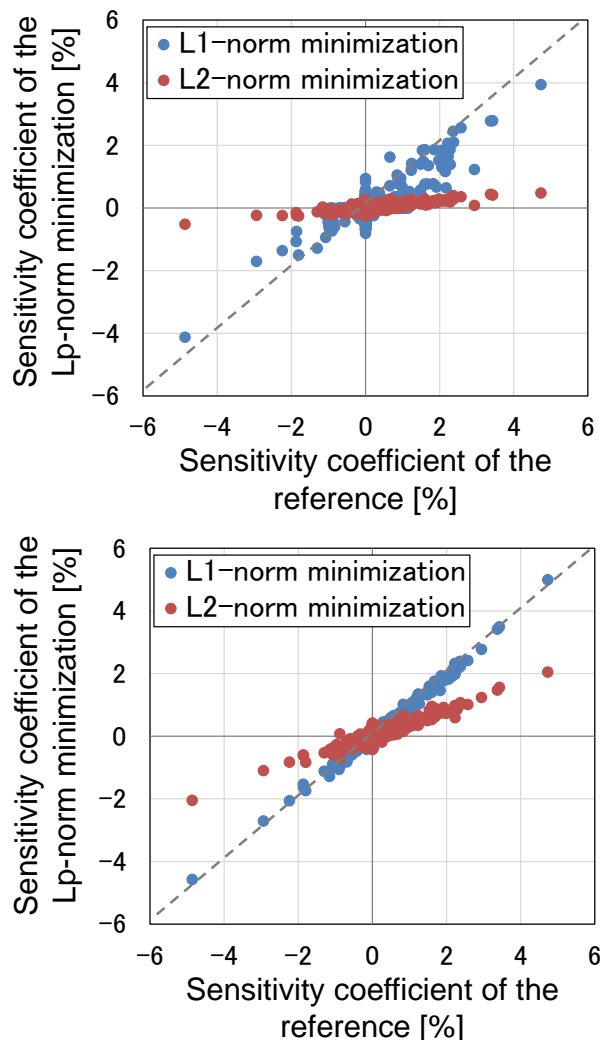 Sensitivity coefficient of the
Lp-norm minimization [%]
6
4
2
0
−2
−4
−6
L1−norm minimization
L2−norm minimization
−6
−4
−2
0
2
4
6
Sensitivity coefficient of the
reference [%]
Sensitivity coefficient of the
Lp-norm minimization [%]
6
4
2
0
−2
−4
−6
L1−norm minimization
L2−norm minimization
−6
−4
−2
0
2
4
6
Sensitivity coefficient of the
reference [%]